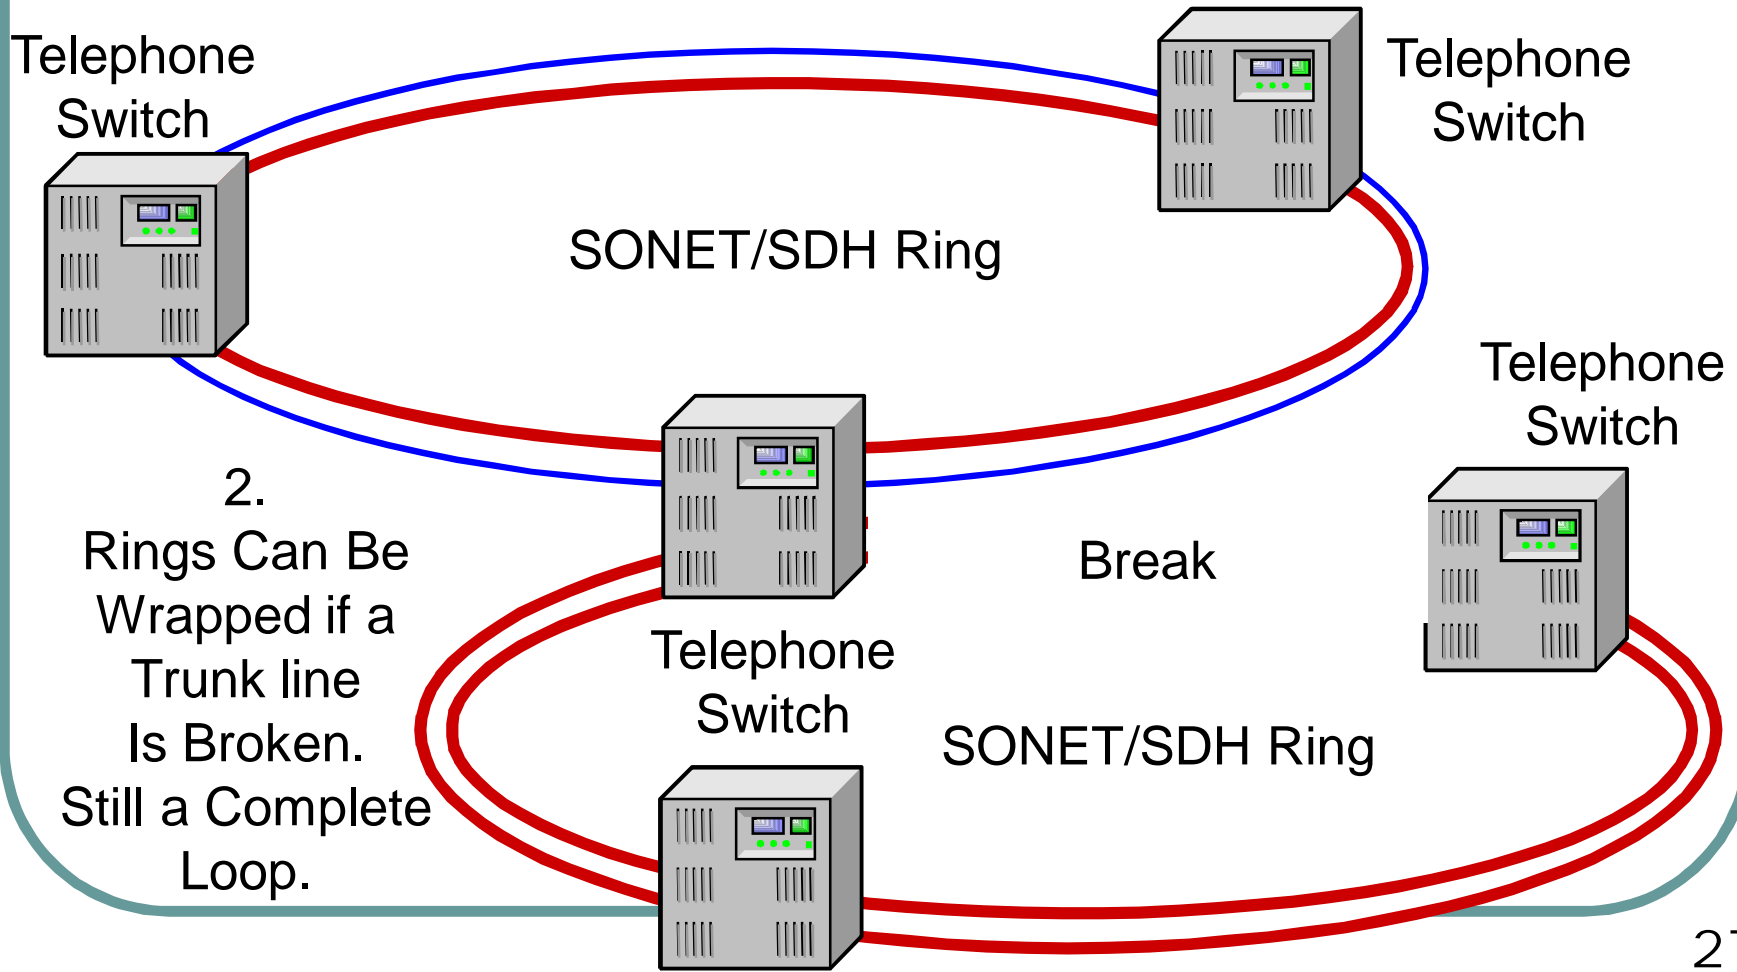 Telephone
Switch
Telephone
Switch
SONET/SDH Ring
Telephone
Switch
2.
Rings Can Be
Wrapped if a
Trunk line
Is Broken.
Still a Complete
Loop.
Break
Telephone
Switch
SONET/SDH Ring